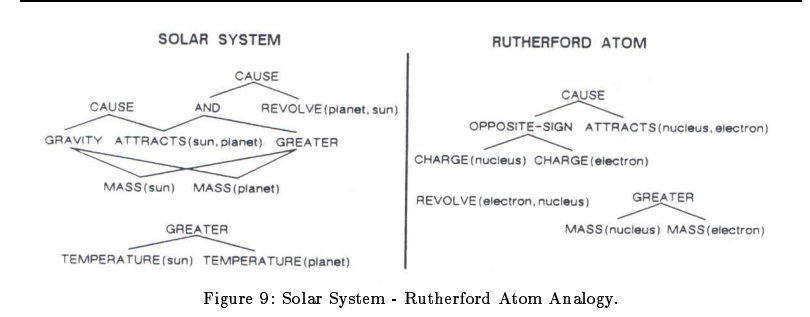 SOLAR SYSTEM
CAUSE
CAUSE AND REVOLVE(planet, sun)
GRAVITY ATTRACTS(sun, planet) GREATER
MASS(sun) MASS(planet)
GREATER
TEMPERATURE(sun) TEMPERATURE(planet)
RUTHERFORD ATOM
CAUSE
OPPOSITE-SIGN ATTRACTS(nucleus, electron)
CHARGE(nucleus) CHARGE(electron)
REVOLVE(electron, nucleus) GREATER
MASS(nucleus) MASS(electron)
Figure 9: Solar System - Rutherford Atom Analogy.